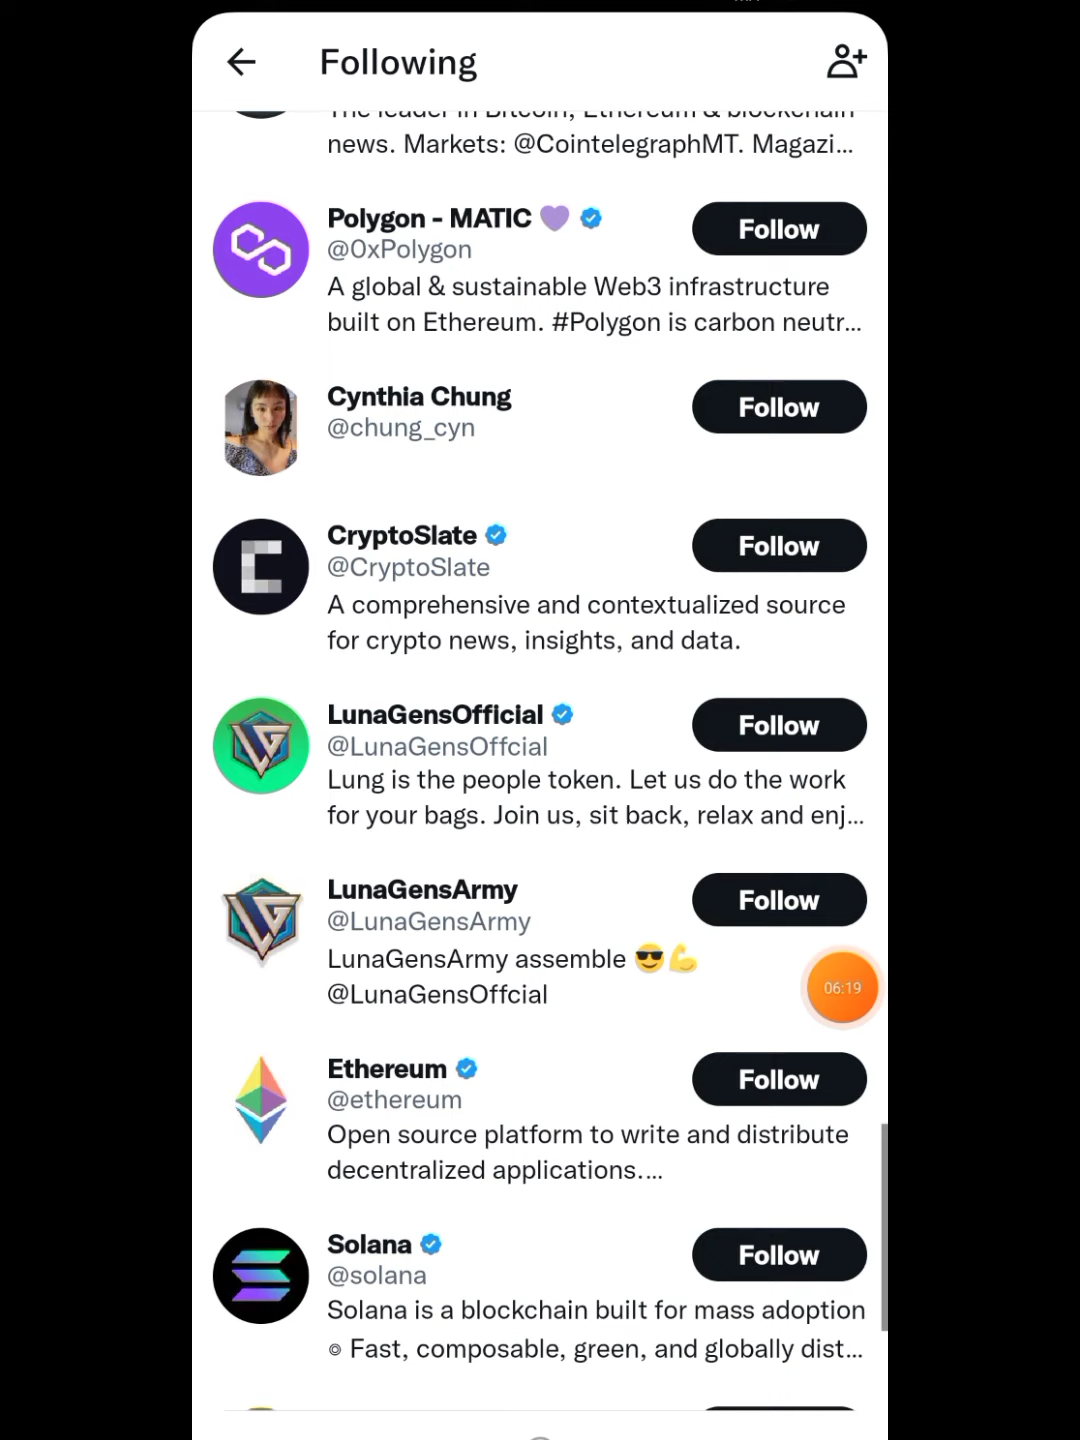 Following
The leader in Bitcoin, Ethereum & blockchain
news. Markets: @CointelegraphMT. Magazi...
Polygon - MATIC 💜
@0xPolygon
Follow
A global & sustainable Web3 infrastructure
built on Ethereum. #Polygon is carbon neutr...
Cynthia Chung
@chung_cyn
Follow
CryptoSlate
@CryptoSlate
Follow
A comprehensive and contextualized source
for crypto news, insights, and data.
LunaGensOfficial
@LunaGensOffcial
Follow
Lung is the people token. Let us do the work
for your bags. Join us, sit back, relax and enj...
LunaGensArmy
@LunaGensArmy
Follow
LunaGensArmy assemble 😎💪
@LunaGensOffcial
06:19
Ethereum
@ethereum
Follow
Open source platform to write and distribute
decentralized applications....
Solana
@solana
Follow
Solana is a blockchain built for mass adoption
◎ Fast, composable, green, and globally dist...